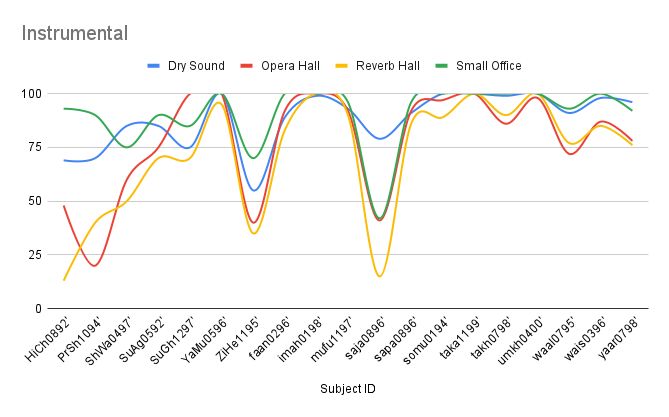 Instrumental
Dry Sound Opera Hall Reverb Hall Small Office
100
75
50
25
0
HiCh0892'
PrSh1094'
ShWa0497'
SuAg0592'
SuGh1297'
YaMu0596'
ZiHe1195'
faan0296'
imah0198'
mufu1197'
saja0896'
sapa0896'
somu0194'
taka1199'
takh0798'
umkh0400'
waal0795'
wais0396'
yaar0798'
Subject ID